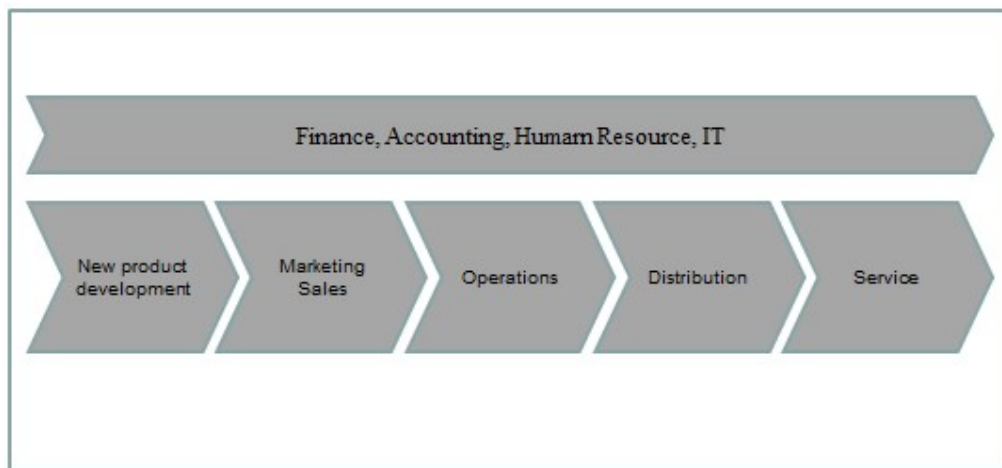 Finance, Accounting, Humarn Resource, IT
New product
development
Marketing
Sales
Operations
Distribution
Service